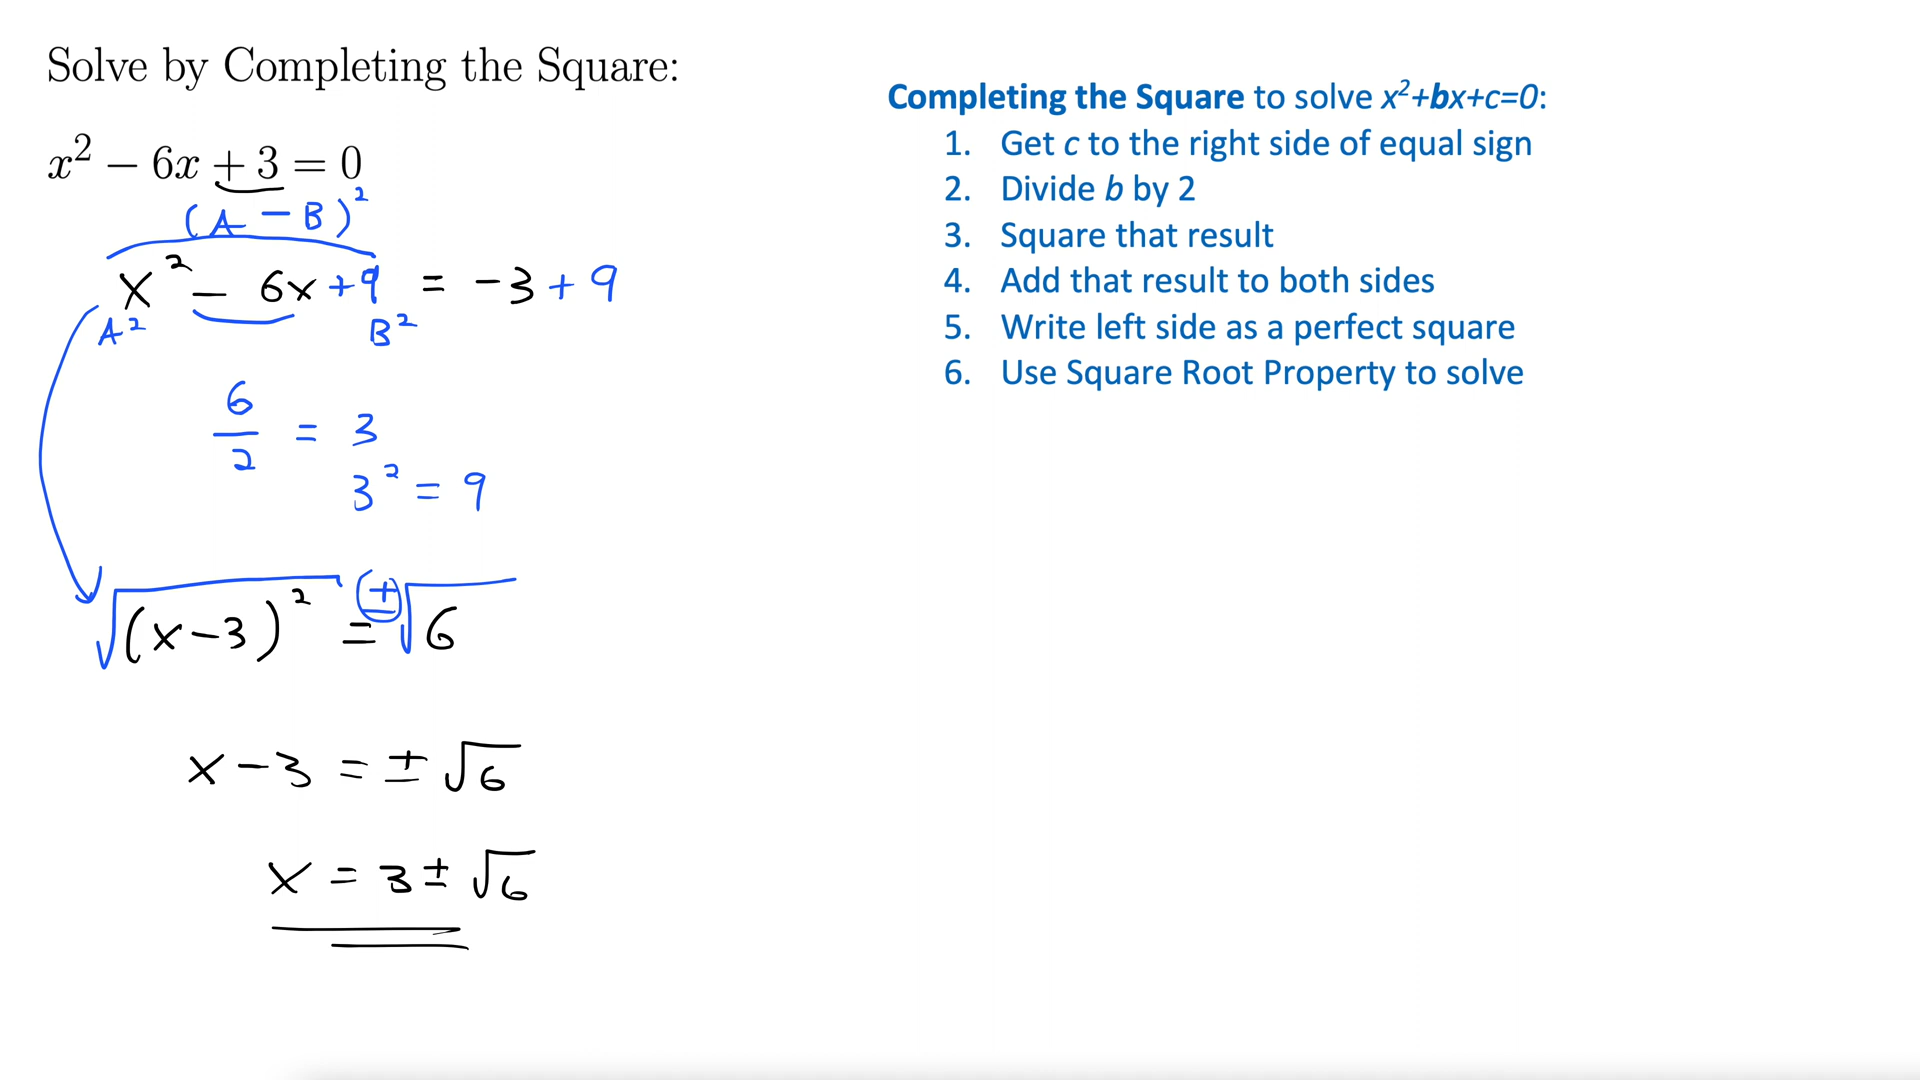 Solve by Completing the Square:
x² − 6x + 3 = 0
(A − B)²
x² − 6x + 9 = −3 + 9
A² B²
6/2 = 3
3² = 9
√(x−3)² = ±√6
x − 3 = ± √6
x = 3 ± √6
Completing the Square to solve x²+bx+c=0:
1. Get c to the right side of equal sign
2. Divide b by 2
3. Square that result
4. Add that result to both sides
5. Write left side as a perfect square
6. Use Square Root Property to solve